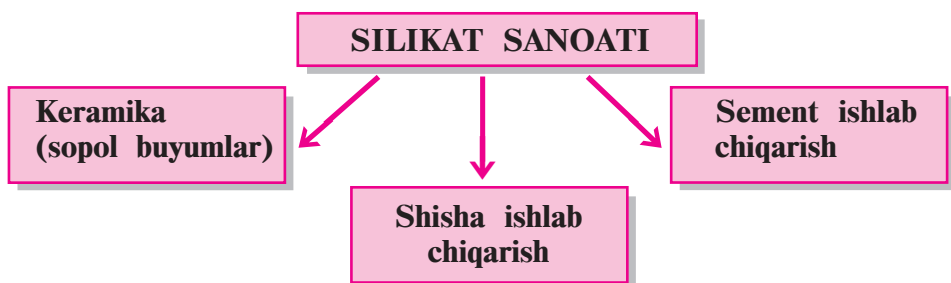 SILIKAT SANOATI
Keramika
(sopol buyumlar)
Shisha ishlab
chiqarish
Sement ishlab
chiqarish